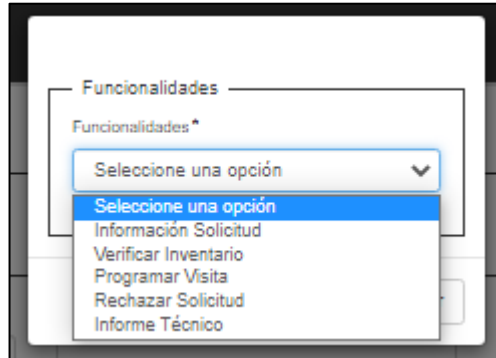 Funcionalidades
Funcionalidades*
Seleccione una opción
Seleccione una opción
Información Solicitud
Verificar Inventario
Programar Visita
Rechazar Solicitud
Informe Técnico